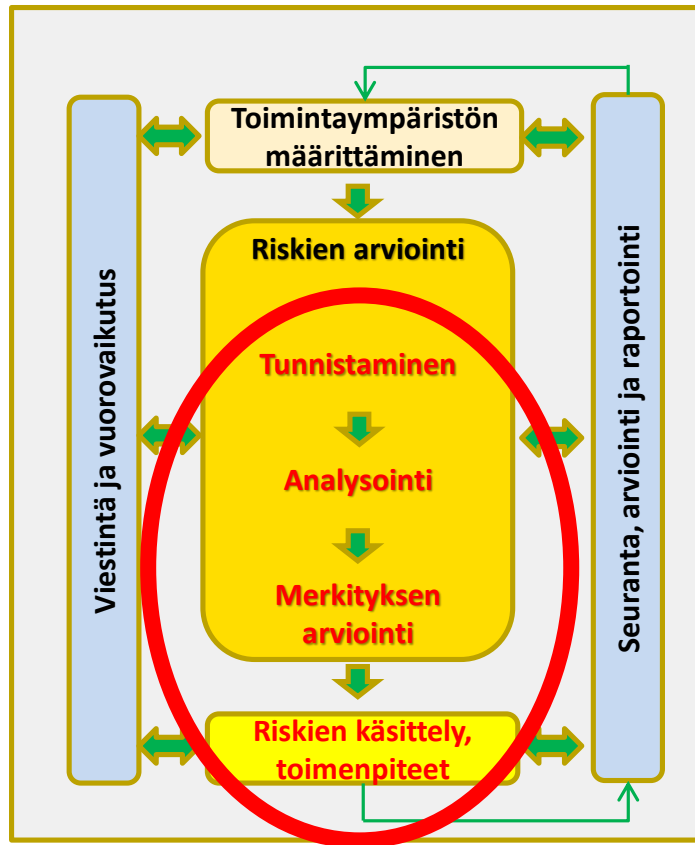 Toimintaympäristön
määrittäminen
Viestintä ja vuorovaikutus
Riskien arviointi
Tunnistaminen
Analysointi
Merkityksen
arviointi
Riskien käsittely,
toimenpiteet
Seuranta, arviointi ja raportointi